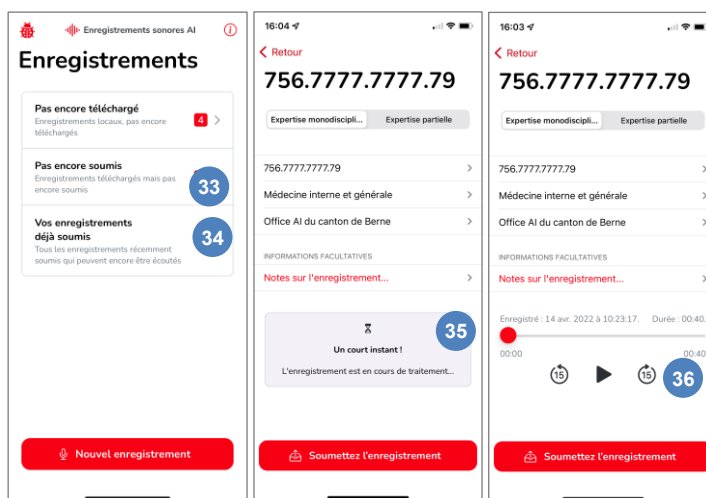 Enregistrements sonores AI
Enregistrements
Pas encore téléchargé
Enregistrements locaux, pas encore
téléchargés
4
Pas encore soumis
Enregistrements téléchargés mais pas
encore soumis
33
Vos enregistrements
déjà soumis
Tous les enregistrements récemment
soumis qui peuvent encore être écoutés
34
Nouvel enregistrement
16:04
Retour
756.7777.7777.79
Expertise monodiscipli... Expertise partielle
756.7777.7777.79
Médecine interne et générale
Office AI du canton de Berne
INFORMATIONS FACULTATIVES
Notes sur l'enregistrement...
35
Un court instant !
L'enregistrement est en cours de traitement...
Soumettez l'enregistrement
16:03
Retour
756.7777.7777.79
Expertise monodiscipli... Expertise partielle
756.7777.7777.79
Médecine interne et générale
Office AI du canton de Berne
INFORMATIONS FACULTATIVES
Notes sur l'enregistrement...
Enregistré : 14 avr. 2022 à 10:23:17. Durée : 00:40.
00:00 00:40
15 15
36
Soumettez l'enregistrement